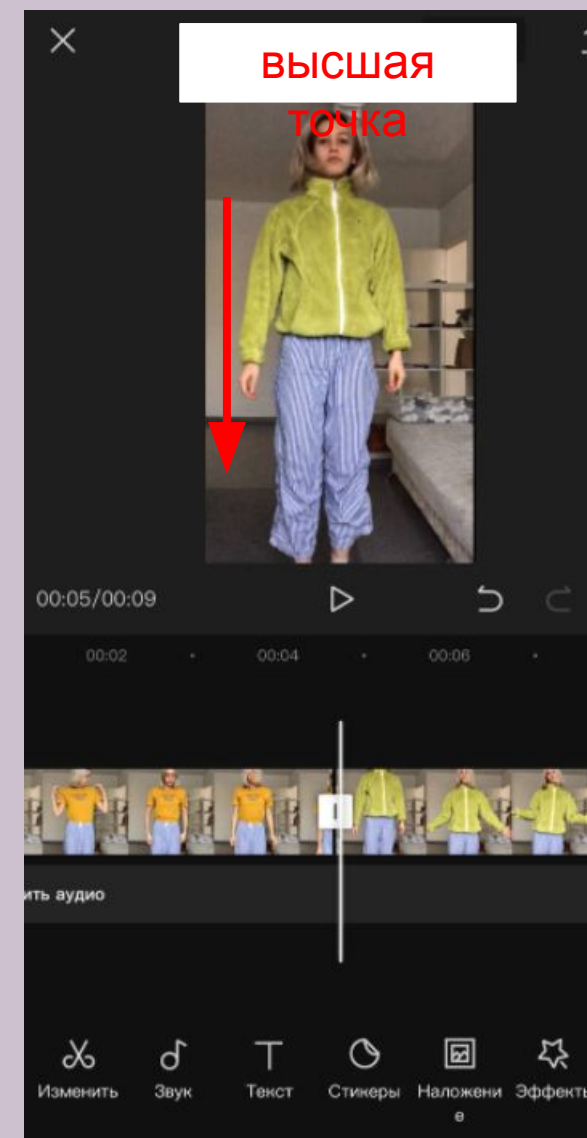 высшая
точка
00:05/00:09
00:02
00:04
00:06
ить аудио
Изменить
Звук
Текст
Стикеры
Наложени
е
Эффекты